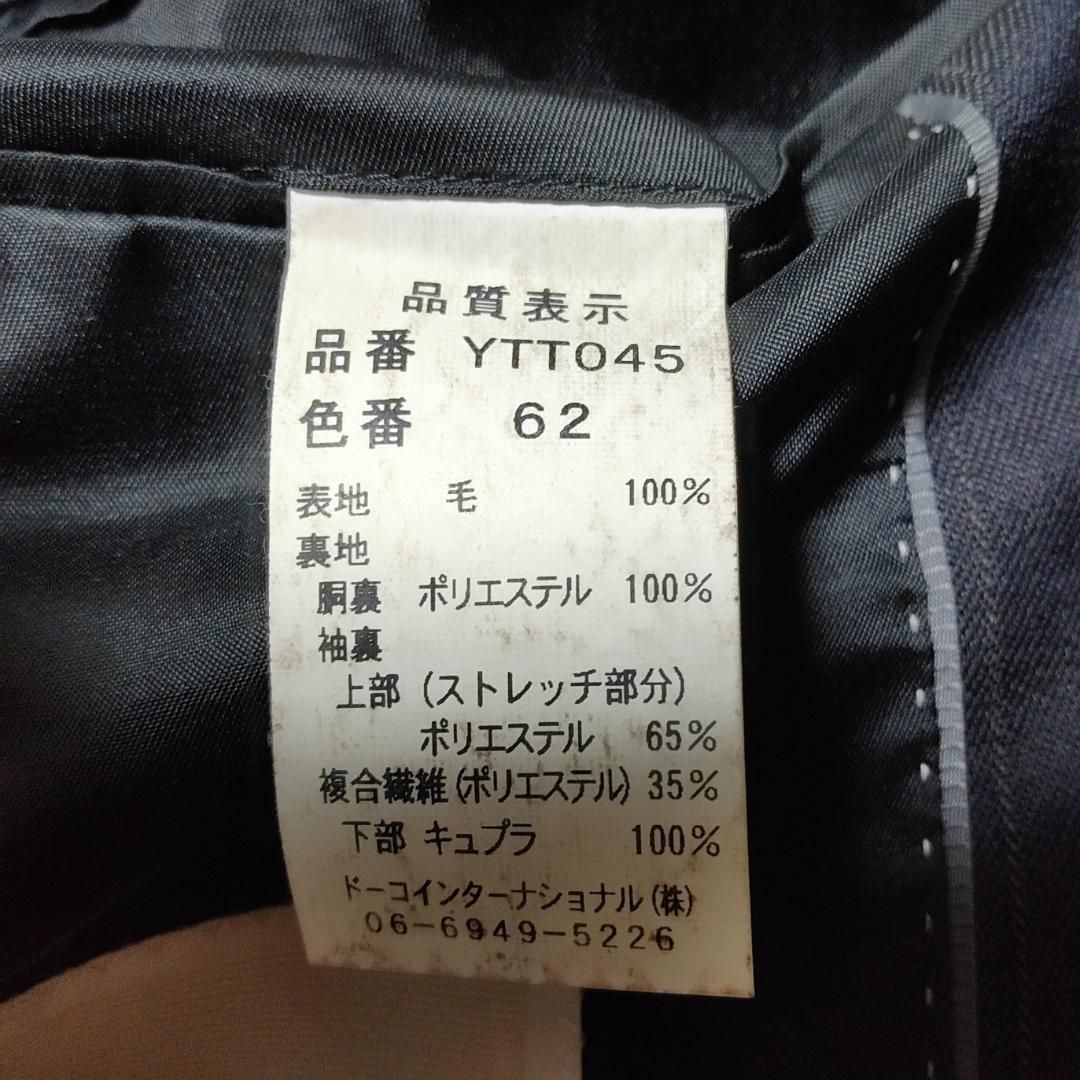 品質表示
品番 YTT045
色番 62
表地 毛 100%
裏地
胴裏 ポリエステル 100%
袖裏
上部 (ストレッチ部分)
ポリエステル 65%
複合繊維(ポリエステル) 35%
下部 キュプラ 100%
ドーコインターナショナル(株)
06-6949-5226